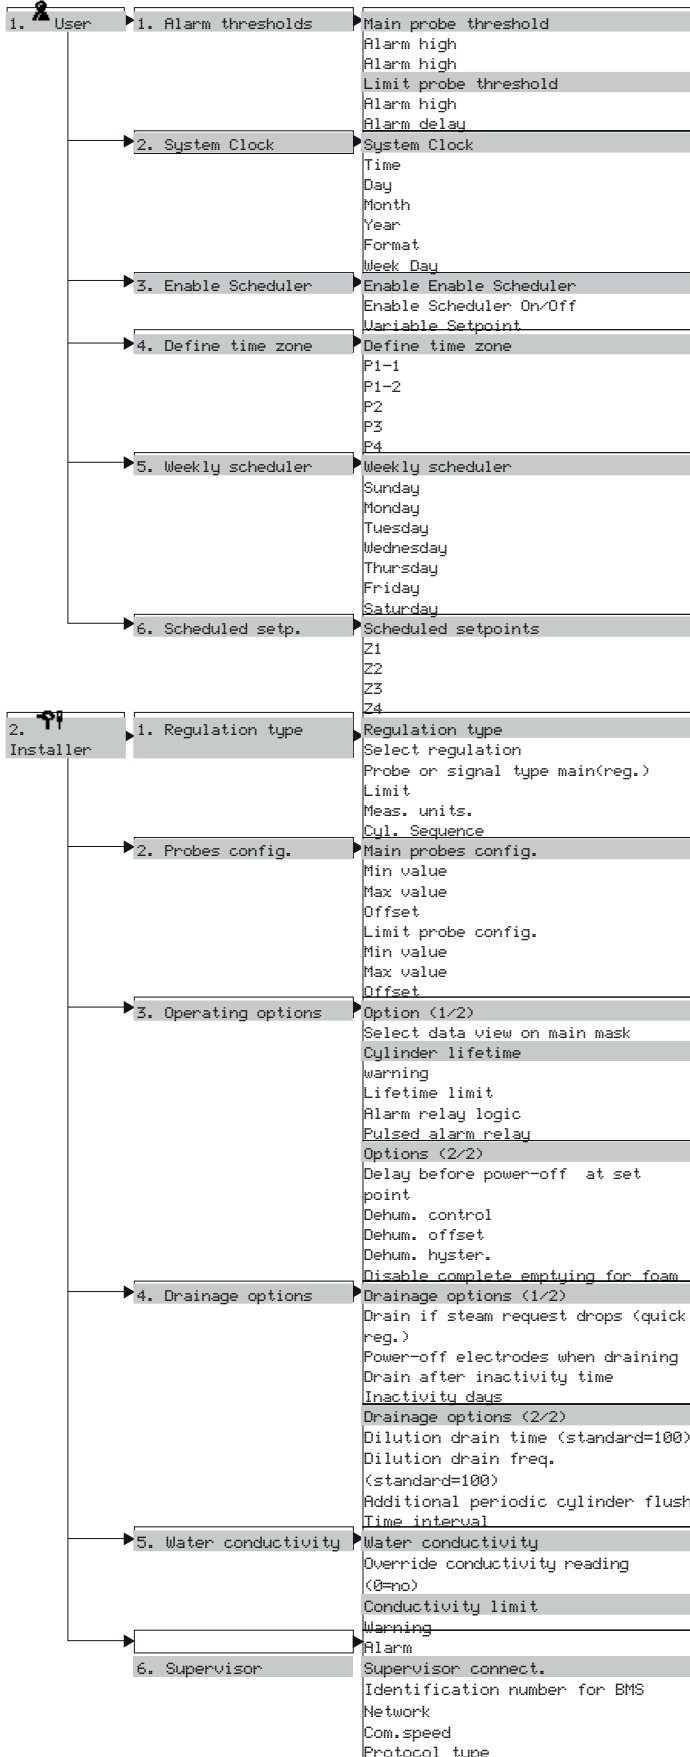 1. User
1. Alarm thresholds
Main probe threshold
Alarm high
Alarm high
Limit probe threshold
Alarm high
Alarm delay
2. System Clock
System Clock
Time
Day
Month
Year
Format
Week Day
3. Enable Scheduler
Enable Enable Scheduler
Enable Scheduler On/Off
Variable Setpoint
4. Define time zone
Define time zone
P1-1
P1-2
P2
P3
P4
5. Weekly scheduler
Weekly scheduler
Sunday
Monday
Tuesday
Wednesday
Thursday
Friday
Saturday
6. Scheduled setp.
Scheduled setpoints
Z1
Z2
Z3
Z4
2.
Installer
1. Regulation type
Regulation type
Select regulation
Probe or signal type main(reg.)
Limit
Meas. units.
Cyl. Sequence
2. Probes config.
Main probes config.
Min value
Max value
Offset
Limit probe config.
Min value
Max value
Offset
3. Operating options
Option (1/2)
Select data view on main mask
Cylinder lifetime
warning
Lifetime limit
Alarm relay logic
Pulsed alarm relay
Options (2/2)
Delay before power-off at set
point
Dehum. control
Dehum. offset
Dehum. hyster.
Disable complete emptying for foam
4. Drainage options
Drainage options (1/2)
Drain if steam request drops (quick
reg.)
Power-off electrodes when draining
Drain after inactivity time
Inactivity days
Drainage options (2/2)
Dilution drain time (standard=100)
Dilution drain freq.
(standard=100)
Additional periodic cylinder flush
Time interval
5. Water conductivity
Water conductivity
Override conductivity reading
(0=no)
Conductivity limit
Warning
Alarm
6. Supervisor
Supervisor connect.
Identification number for BMS
Network
Com.speed
Protocol type